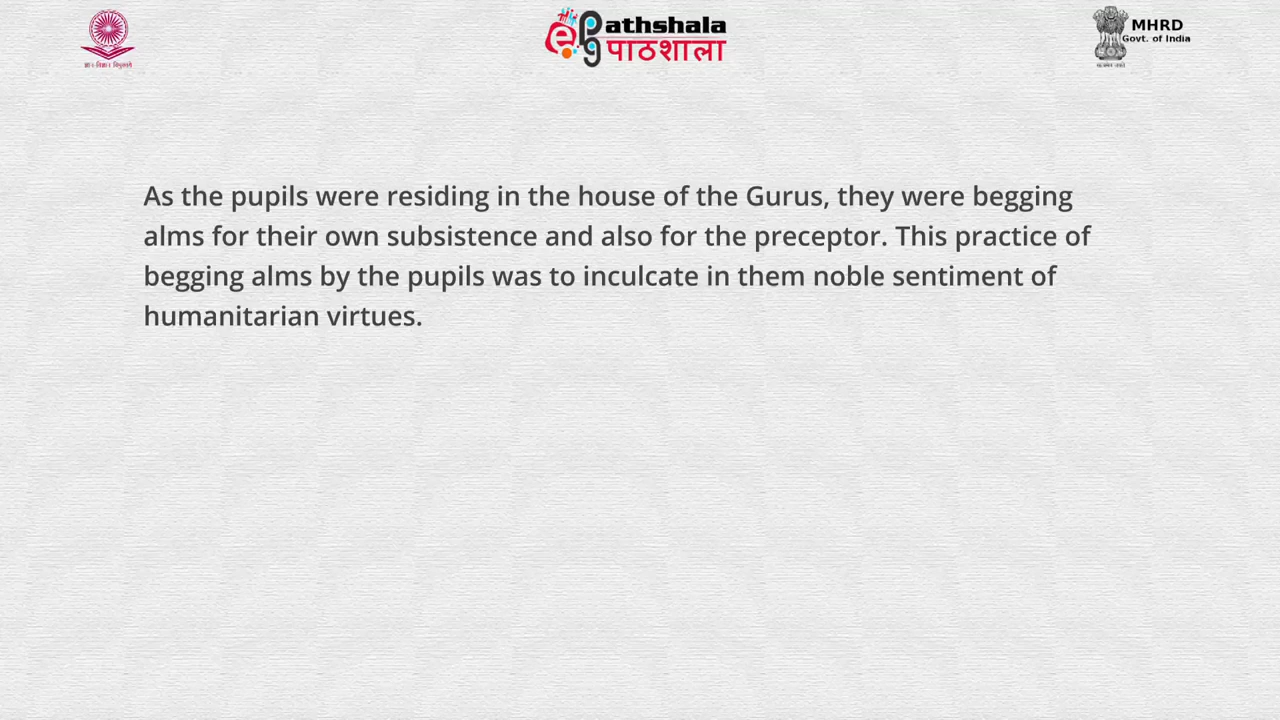 athshala
पाठशाला
MHRD
Govt. of India
As the pupils were residing in the house of the Gurus, they were begging
alms for their own subsistence and also for the preceptor. This practice of
begging alms by the pupils was to inculcate in them noble sentiment of
humanitarian virtues.